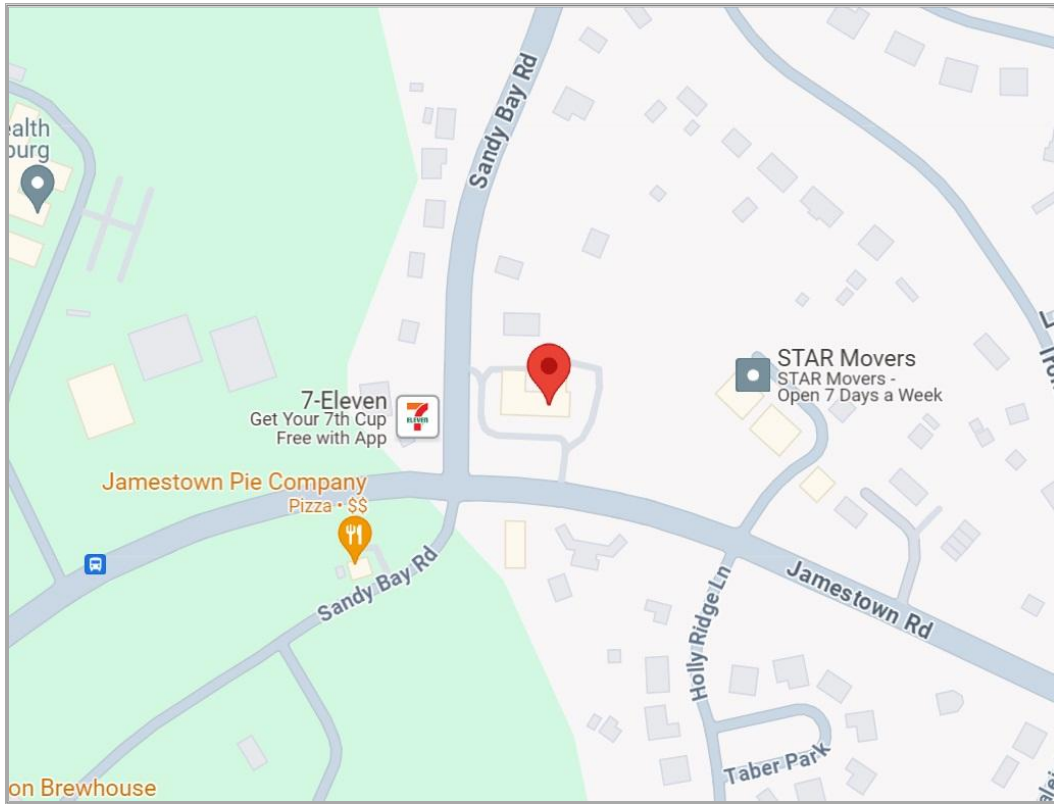 Sandy Bay Rd
ealth
burg
STAR Movers
STAR Movers -
Open 7 Days a Week
7-Eleven
Get Your 7th Cup
Free with App
7
ELEVEN
Jamestown Pie Company
Pizza • $$
Sandy Bay Rd
Jamestown Rd
Holly Ridge Ln
Taber Park
on Brewhouse